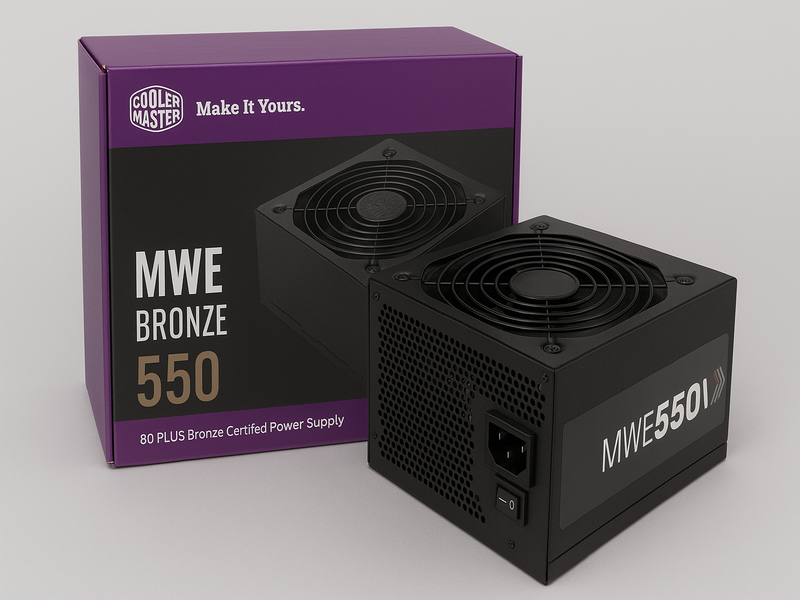 COOLER
MASTER
Make It Yours.
MWE
BRONZE
550
80 PLUS Bronze Certifed Power Supply
MWE550\
— O